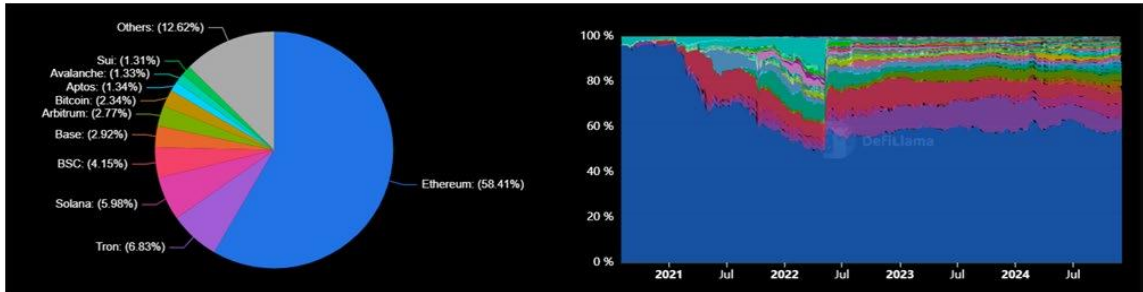 Others: (12.62%)
Sui: (1.31%)
Avalanche: (1.33%)
Aptos: (1.34%)
Bitcoin: (2.34%)
Arbitrum: (2.77%)
Base: (2.92%)
BSC: (4.15%)
Solana: (5.98%)
Tron: (6.83%)
Ethereum: (58.41%)
100 %
80 %
60 %
40 %
20 %
0 %
DefiLlama
2021 Jul 2022 Jul 2023 Jul 2024 Jul